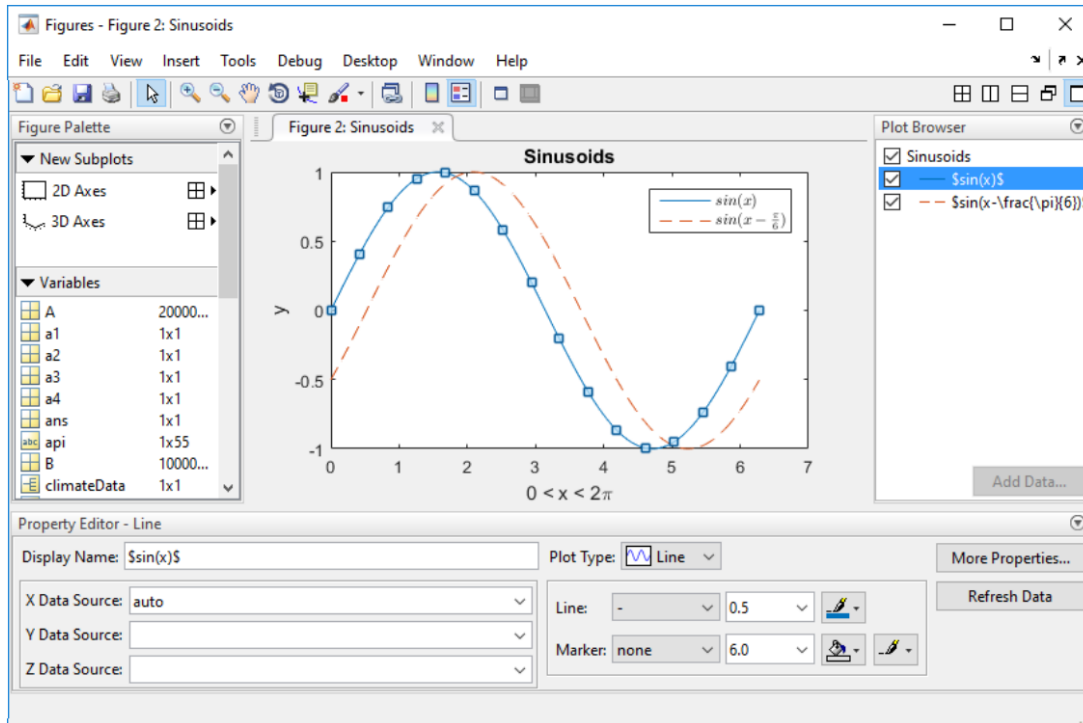 Figures - Figure 2: Sinusoids
File Edit View Insert Tools Debug Desktop Window Help
Figure Palette
New Subplots
2D Axes
3D Axes
Variables
A 20000...
a1 1x1
a2 1x1
a3 1x1
a4 1x1
ans 1x1
abc api 1x55
B 10000...
climateData 1x1
Figure 2: Sinusoids
Sinusoids
sin(x)
sin(x − π/6)
1
0.5
0
-0.5
-1
y
0 1 2 3 4 5 6 7
0 < x < 2π
Plot Browser
Sinusoids
$sin(x)$
$sin(x-\frac{\pi}{6})$
Add Data...
Property Editor - Line
Display Name: $sin(x)$
X Data Source: auto
Y Data Source:
Z Data Source:
Plot Type: Line
Line: - 0.5
Marker: none 6.0
More Properties...
Refresh Data